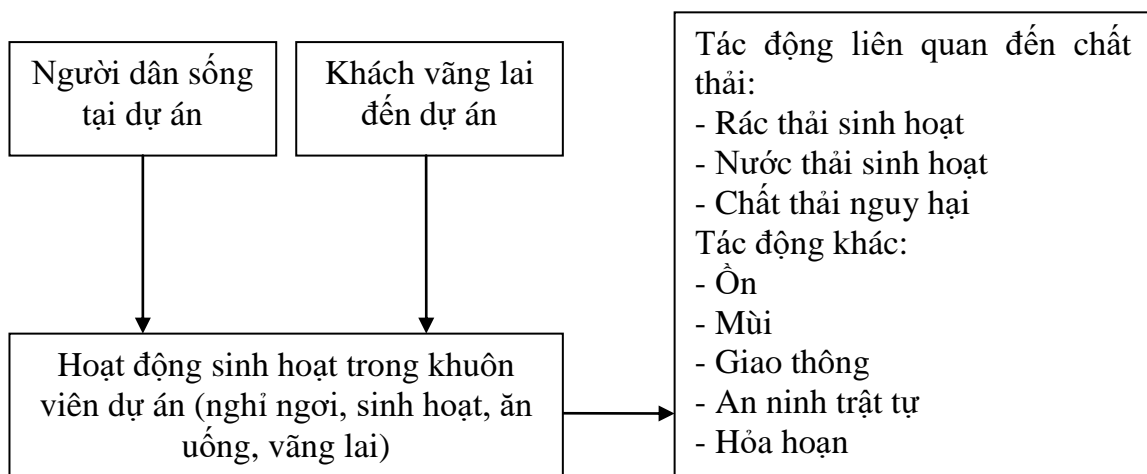 Người dân sống
tại dự án
Khách vãng lai
đến dự án
Hoạt động sinh hoạt trong khuôn
viên dự án (nghỉ ngơi, sinh hoạt, ăn
uống, vãng lai)
Tác động liên quan đến chất
thải:
- Rác thải sinh hoạt
- Nước thải sinh hoạt
- Chất thải nguy hại
Tác động khác:
- Ồn
- Mùi
- Giao thông
- An ninh trật tự
- Hỏa hoạn